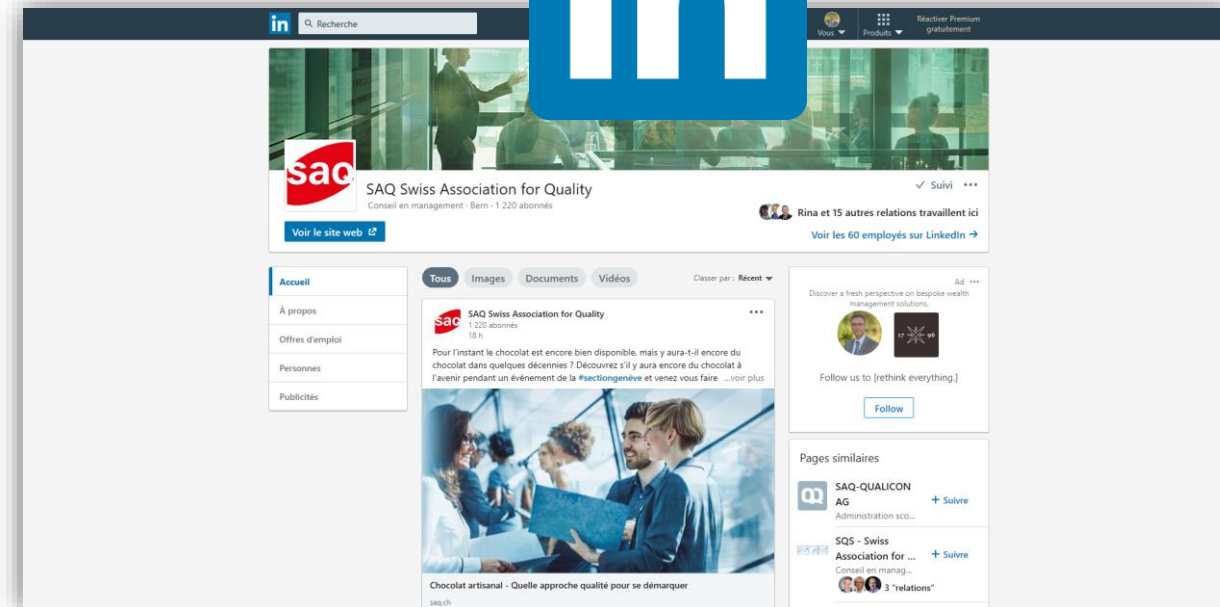 in
Recherche
in
Vous
Produits
Réactiver Premium
gratuitement
saq
SAQ Swiss Association for Quality
Conseil en management · Bern · 1 220 abonnés
Voir le site web
Suivi
Rina et 15 autres relations travaillent ici
Voir les 60 employés sur LinkedIn →
Accueil
À propos
Offres d'emploi
Personnes
Publicités
Tous Images Documents Vidéos
Classer par : Récent
saq
SAQ Swiss Association for Quality
1 220 abonnés
18 h
Pour l'instant le chocolat est encore bien disponible, mais y aura-t-il encore du
chocolat dans quelques décennies ? Découvrez s'il y aura encore du chocolat à
l'avenir pendant un événement de la #sectiongenève et venez vous faire ...voir plus
Chocolat artisanal - Quelle approche qualité pour se démarquer
saq.ch
Ad
Discover a fresh perspective on bespoke wealth
management solutions.
17 96
Follow us to [rethink everything.]
Follow
Pages similaires
SAQ-QUALICON
AG
Administration sco...
+ Suivre
SQS - Swiss
Association for ...
Conseil en manag...
+ Suivre
3 "relations"